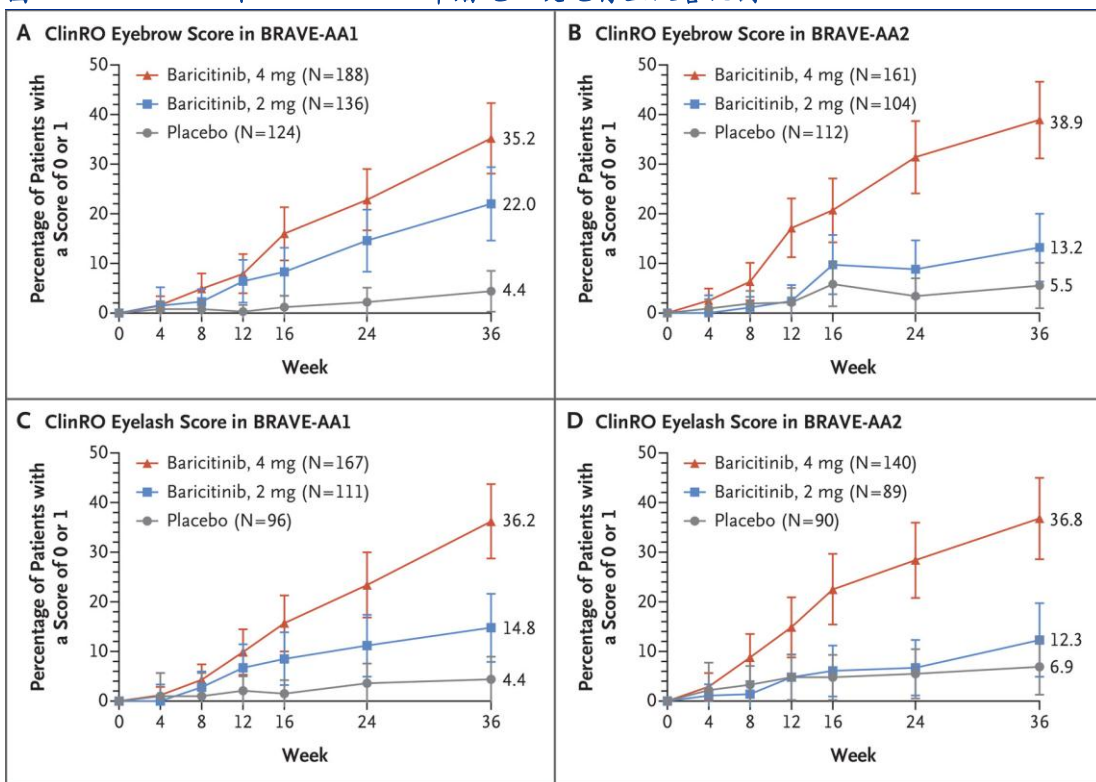 A ClinRO Eyebrow Score in BRAVE-AA1
Percentage of Patients with
a Score of 0 or 1
50
40
30
20
10
0
Baricitinib, 4 mg (N=188)
Baricitinib, 2 mg (N=136)
Placebo (N=124)
35.2
22.0
4.4
0 4 8 12 16 24 36
Week
B ClinRO Eyebrow Score in BRAVE-AA2
Percentage of Patients with
a Score of 0 or 1
50
40
30
20
10
0
Baricitinib, 4 mg (N=161)
Baricitinib, 2 mg (N=104)
Placebo (N=112)
38.9
13.2
5.5
0 4 8 12 16 24 36
Week
C ClinRO Eyelash Score in BRAVE-AA1
Percentage of Patients with
a Score of 0 or 1
50
40
30
20
10
0
Baricitinib, 4 mg (N=167)
Baricitinib, 2 mg (N=111)
Placebo (N=96)
36.2
14.8
4.4
0 4 8 12 16 24 36
Week
D ClinRO Eyelash Score in BRAVE-AA2
Percentage of Patients with
a Score of 0 or 1
50
40
30
20
10
0
Baricitinib, 4 mg (N=140)
Baricitinib, 2 mg (N=89)
Placebo (N=90)
36.8
12.3
6.9
0 4 8 12 16 24 36
Week